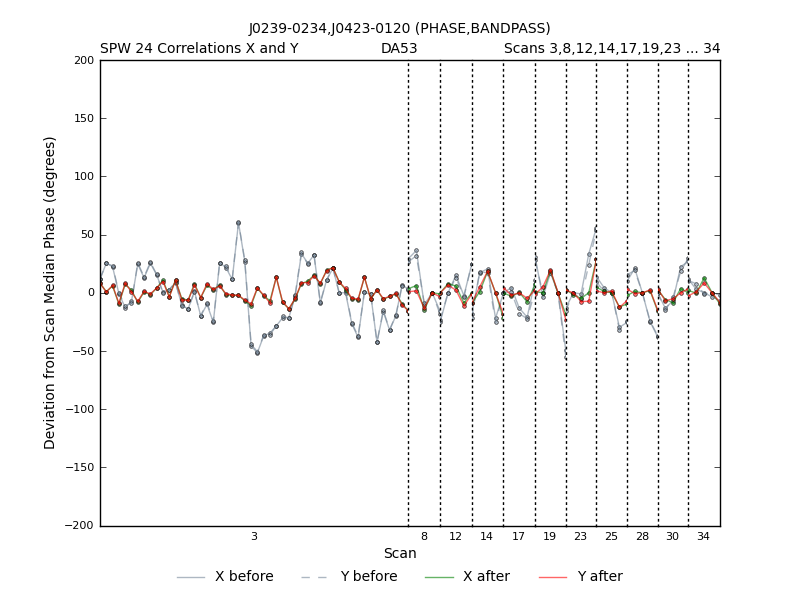 J0239-0234,J0423-0120 (PHASE,BANDPASS)
SPW 24 Correlations X and Y DA53 Scans 3,8,12,14,17,19,23 ... 34
200
150
100
50
0
−50
−100
−150
−200
Deviation from Scan Median Phase (degrees)
3 8 12 14 17 19 23 25 28 30 34
Scan
X before Y before X after Y after